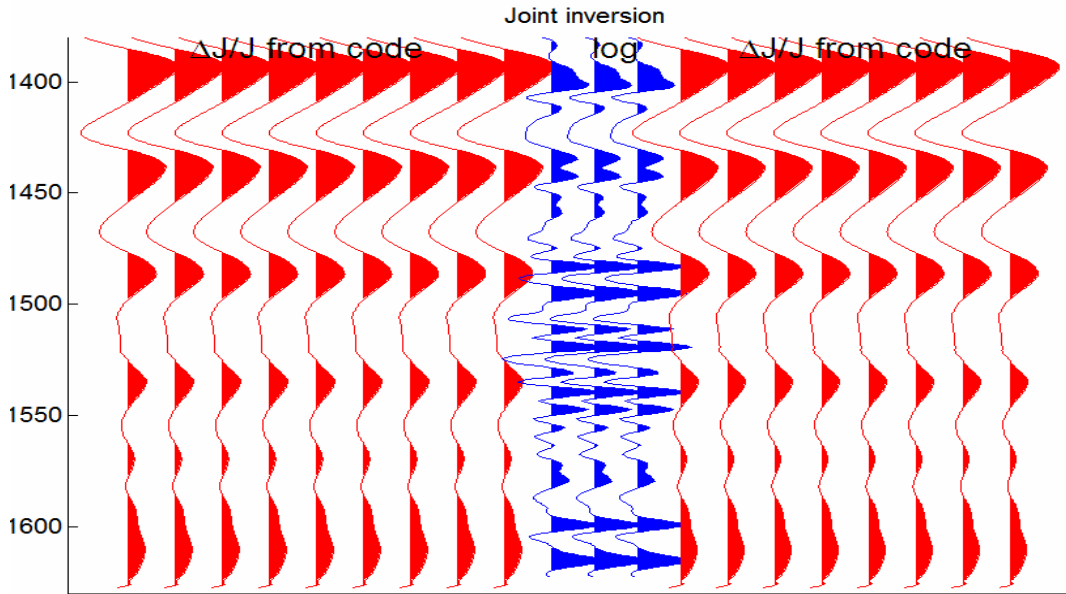 Joint inversion
ΔJ/J from code log ΔJ/J from code
1400
1450
1500
1550
1600